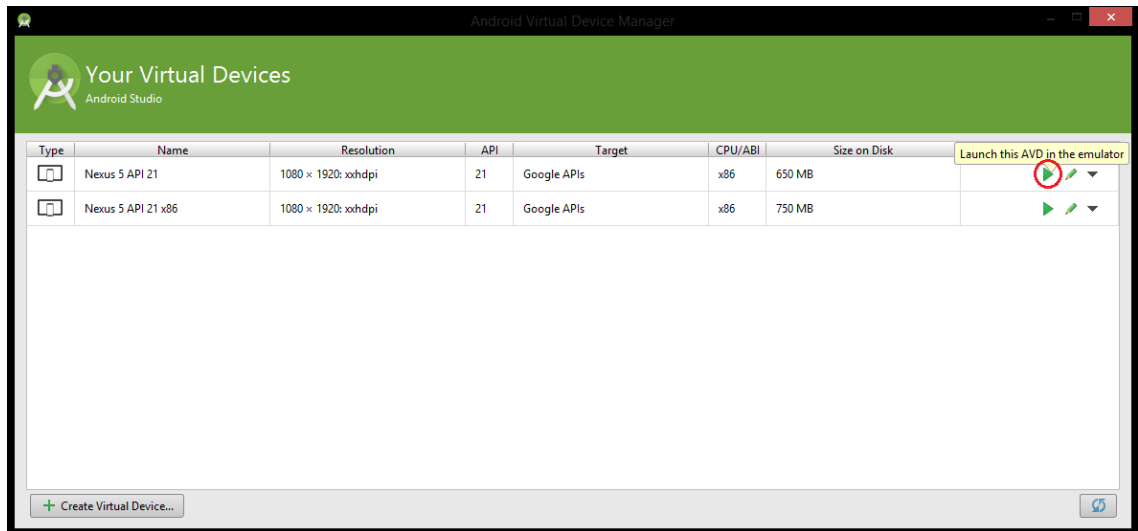 Android Virtual Device Manager
Your Virtual Devices
Android Studio
Type Name Resolution API Target CPU/ABI Size on Disk
Launch this AVD in the emulator
Nexus 5 API 21 1080 × 1920: xxhdpi 21 Google APIs x86 650 MB
Nexus 5 API 21 x86 1080 × 1920: xxhdpi 21 Google APIs x86 750 MB
Create Virtual Device...